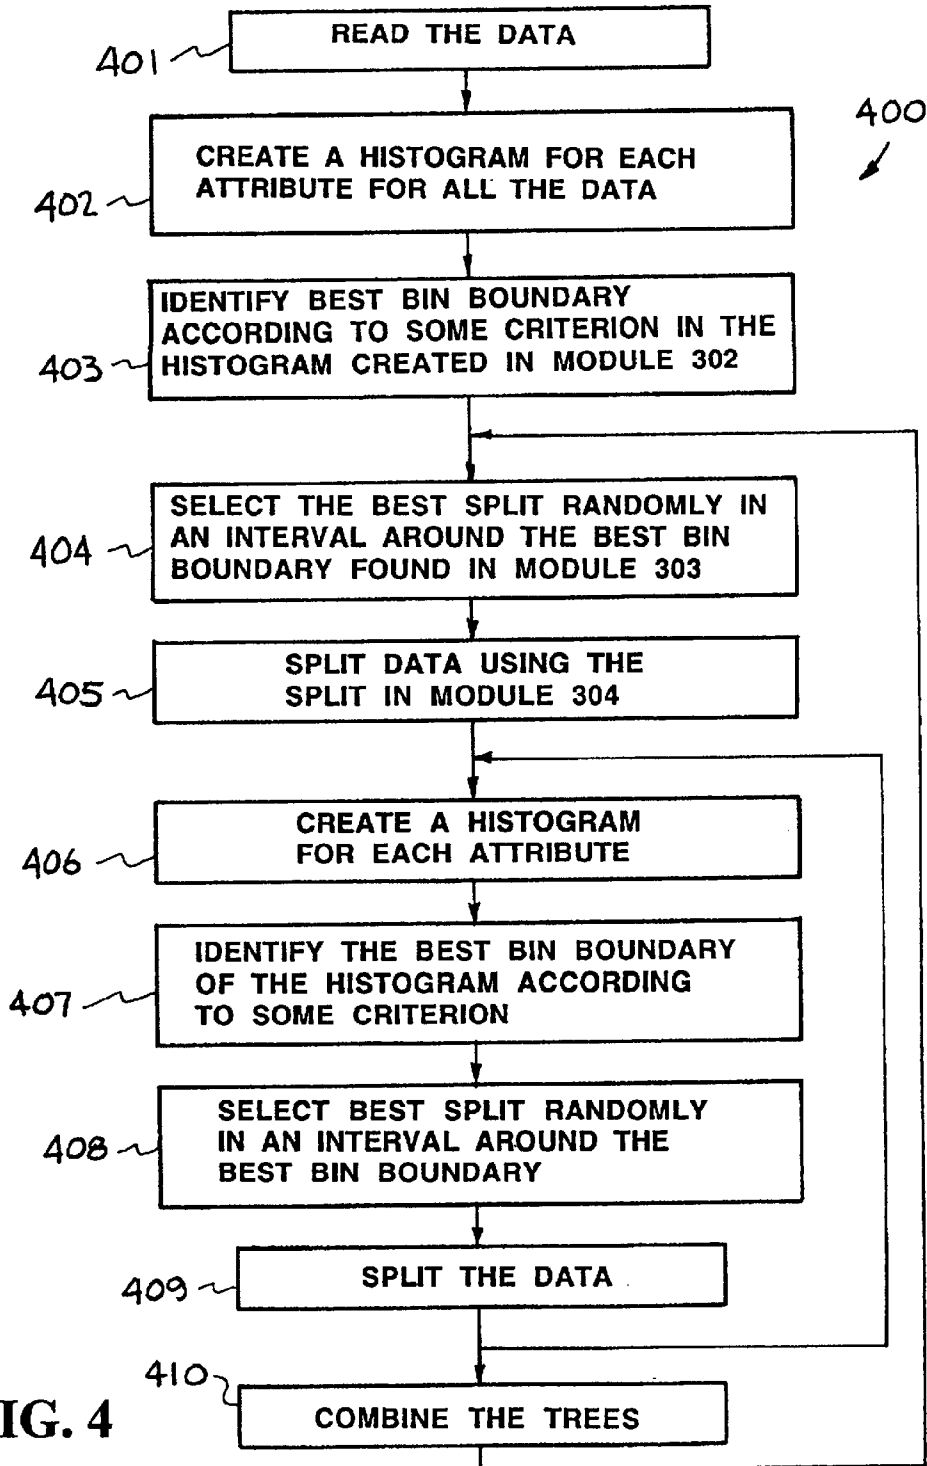 READ THE DATA
401
400
CREATE A HISTOGRAM FOR EACH
ATTRIBUTE FOR ALL THE DATA
402
IDENTIFY BEST BIN BOUNDARY
ACCORDING TO SOME CRITERION IN THE
HISTOGRAM CREATED IN MODULE 302
403
SELECT THE BEST SPLIT RANDOMLY IN
AN INTERVAL AROUND THE BEST BIN
BOUNDARY FOUND IN MODULE 303
404
SPLIT DATA USING THE
SPLIT IN MODULE 304
405
CREATE A HISTOGRAM
FOR EACH ATTRIBUTE
406
IDENTIFY THE BEST BIN BOUNDARY
OF THE HISTOGRAM ACCORDING
TO SOME CRITERION
407
SELECT BEST SPLIT RANDOMLY
IN AN INTERVAL AROUND THE
BEST BIN BOUNDARY
408
SPLIT THE DATA
409
410
COMBINE THE TREES
IG. 4